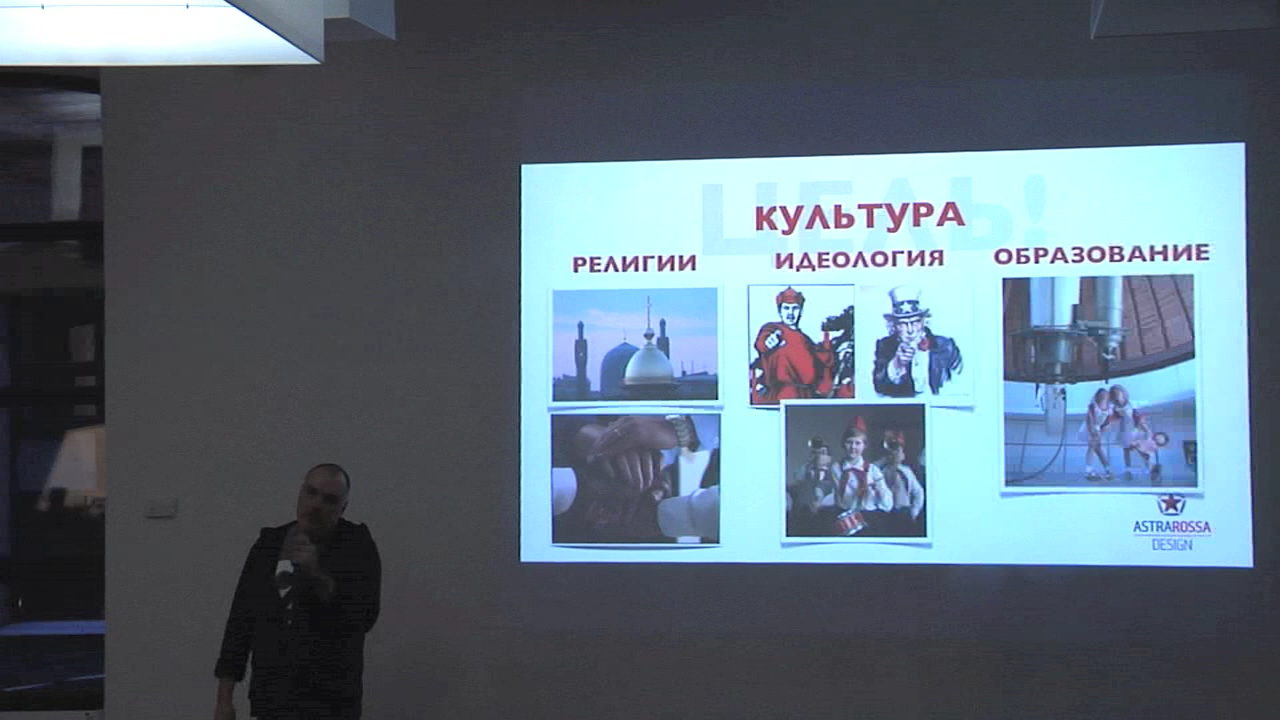 ЦЕЛЬ!
КУЛЬТУРА
РЕЛИГИИ
ИДЕОЛОГИЯ
ОБРАЗОВАНИЕ
ASTRAROSSA
DESIGN